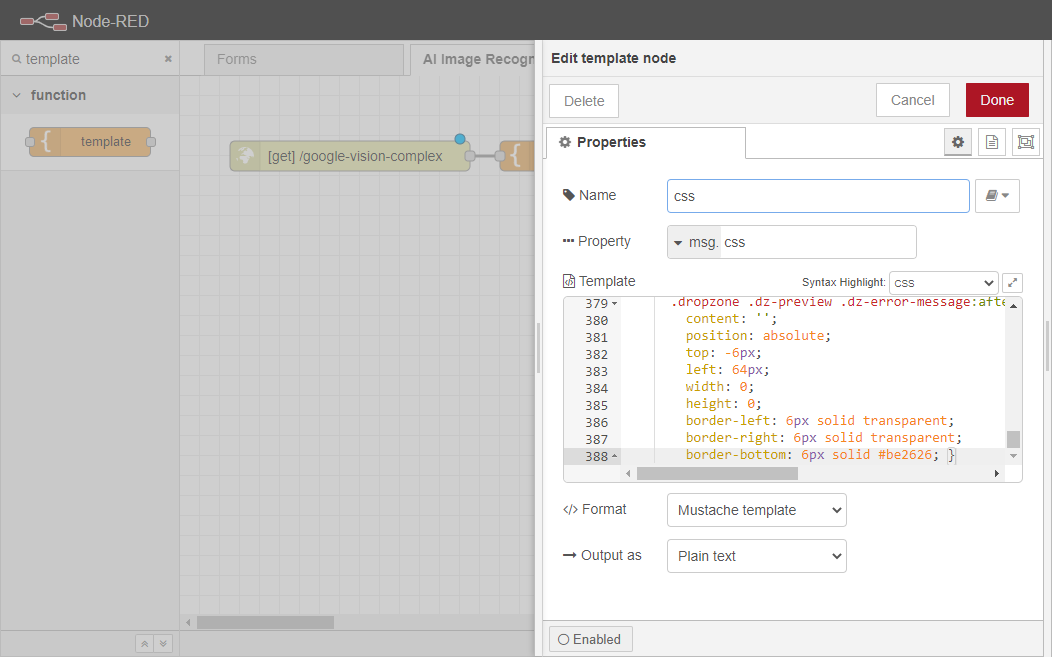 Node-RED
template
Forms
AI Image Recogn
function
template
[get] /google-vision-complex
Edit template node
Delete
Cancel
Done
Properties
Name
css
Property
msg.
css
Template
Syntax Highlight:
css
379
.dropzone .dz-preview .dz-error-message:afte
380
content: '';
381
position: absolute;
382
top: -6px;
383
left: 64px;
384
width: 0;
385
height: 0;
386
border-left: 6px solid transparent;
387
border-right: 6px solid transparent;
388
border-bottom: 6px solid #be2626; }
</> Format
Mustache template
Output as
Plain text
Enabled